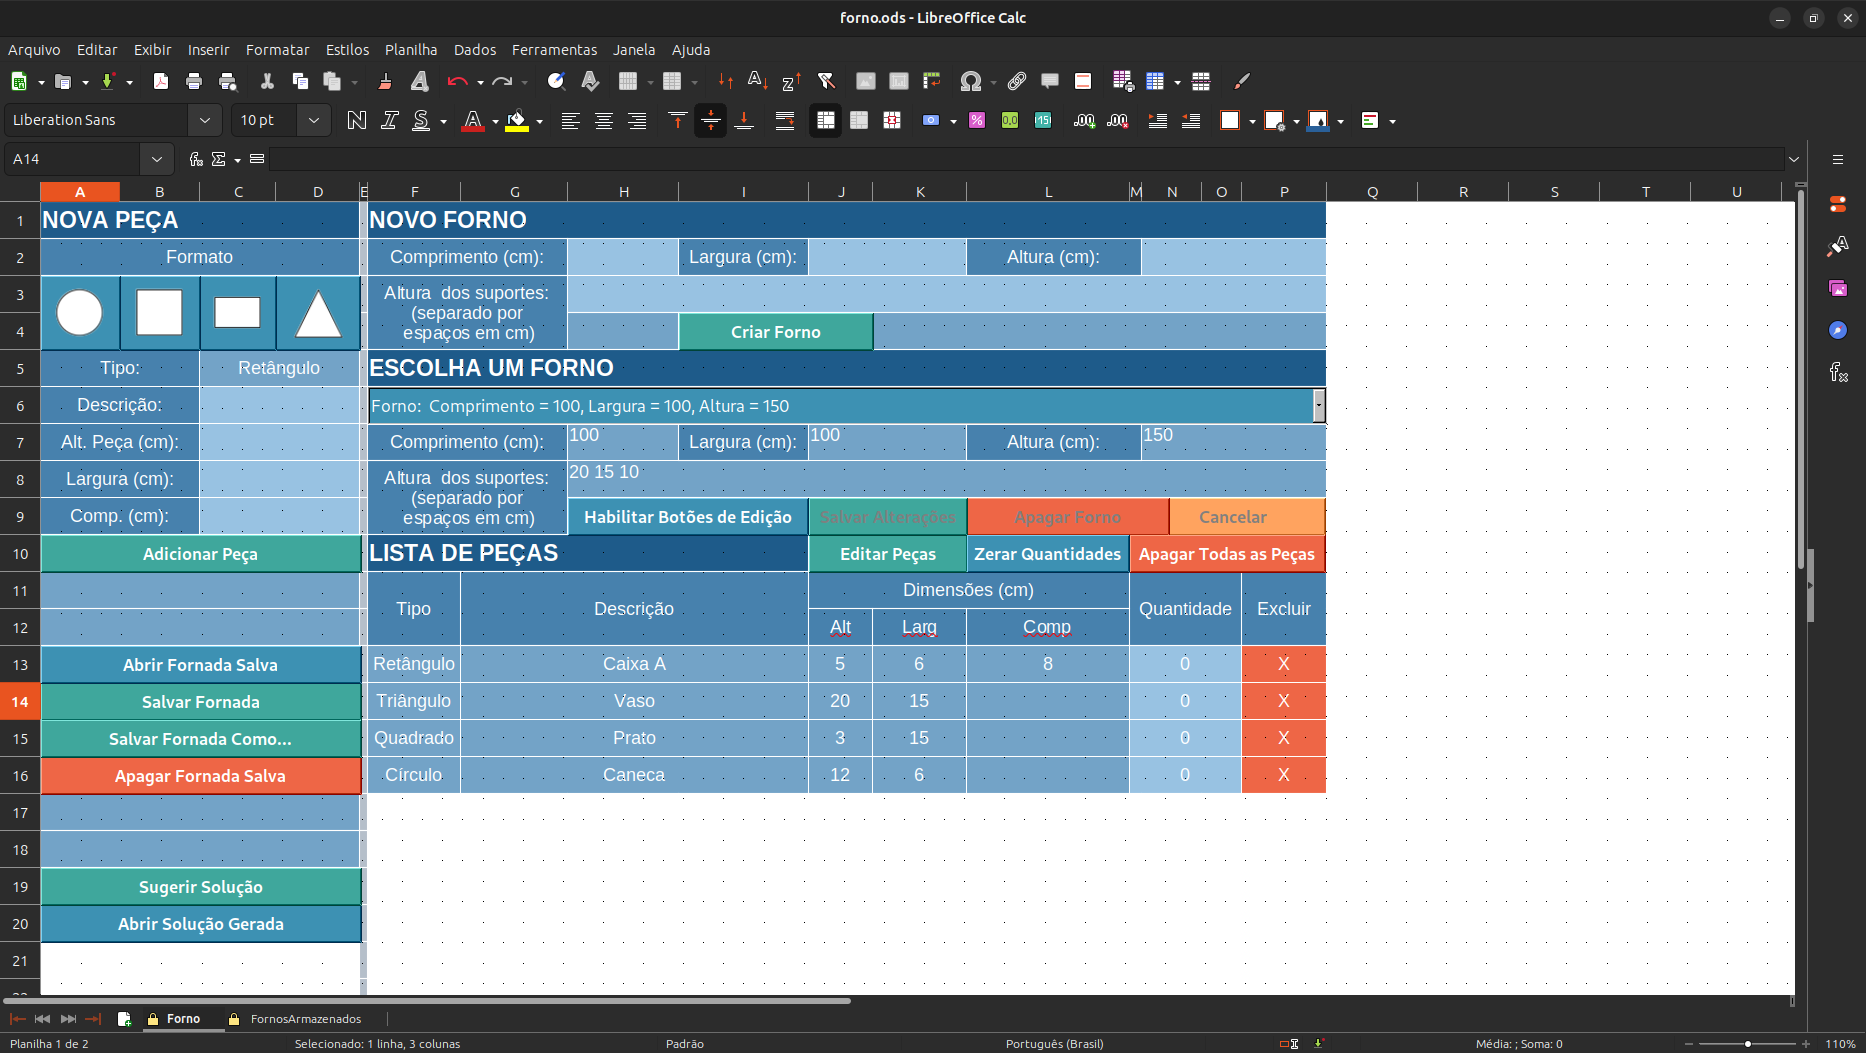 forno.ods - LibreOffice Calc
Arquivo Editar Exibir Inserir Formatar Estilos Planilha Dados Ferramentas Janela Ajuda
Liberation Sans 10 pt
A14
A B C D E F G H I J K L M N O P Q R S T U
1 NOVA PEÇA NOVO FORNO
2 Formato Comprimento (cm): Largura (cm): Altura (cm):
3 Altura dos suportes:
(separado por
4 espaços em cm) Criar Forno
5 Tipo: Retângulo ESCOLHA UM FORNO
6 Descrição: Forno: Comprimento = 100, Largura = 100, Altura = 150
7 Alt. Peça (cm): Comprimento (cm): 100 Largura (cm): 100 Altura (cm): 150
8 Largura (cm): Altura dos suportes: 20 15 10
(separado por
9 Comp. (cm): espaços em cm) Habilitar Botões de Edição Salvar Alterações Apagar Forno Cancelar
10 Adicionar Peça LISTA DE PEÇAS Editar Peças Zerar Quantidades Apagar Todas as Peças
11 Dimensões (cm)
Tipo Descrição Quantidade Excluir
12 Alt Larg Comp
13 Abrir Fornada Salva Retângulo Caixa A 5 6 8 0 X
14 Salvar Fornada Triângulo Vaso 20 15 0 X
15 Salvar Fornada Como... Quadrado Prato 3 15 0 X
16 Apagar Fornada Salva Círculo Caneca 12 6 0 X
17
18
19 Sugerir Solução
20 Abrir Solução Gerada
21
Forno FornosArmazenados
Planilha 1 de 2 Selecionado: 1 linha, 3 colunas Padrão Português (Brasil) Média: ; Soma: 0 110%